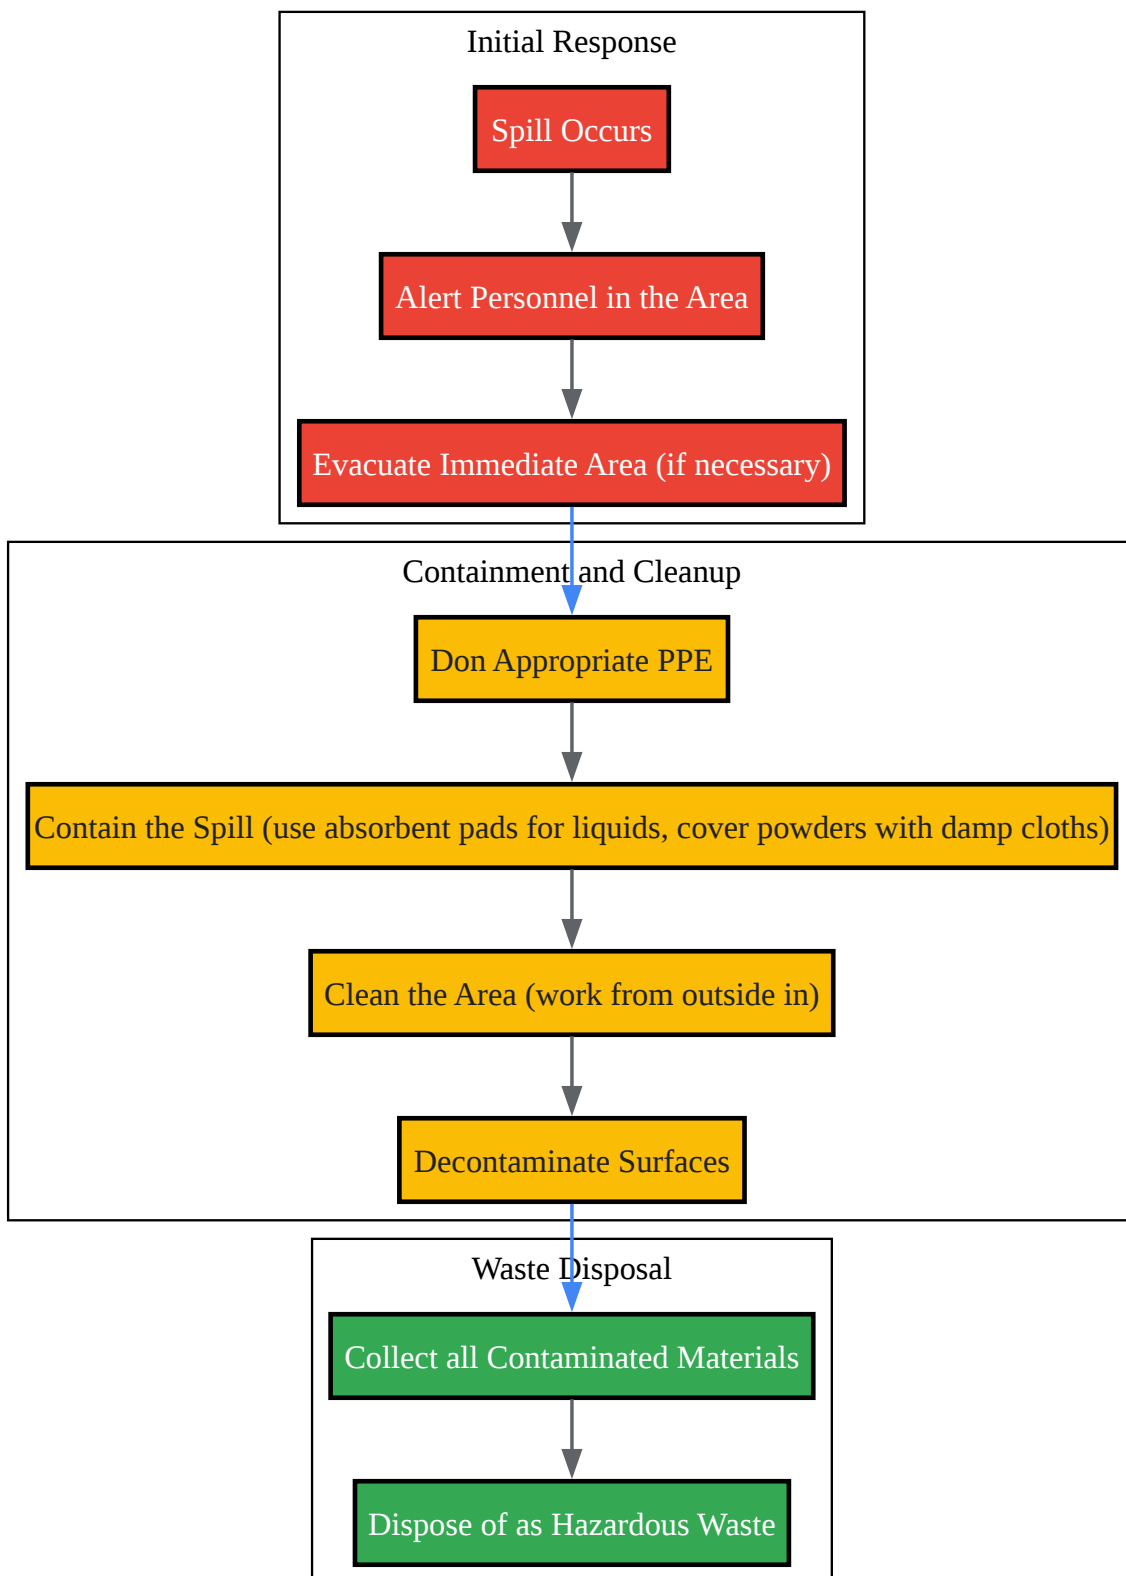 Initial Response
Spill Occurs
Alert Personnel in the Area
Evacuate Immediate Area (if necessary)
Containment and Cleanup
Don Appropriate PPE
Contain the Spill (use absorbent pads for liquids, cover powders with damp cloths)
Clean the Area (work from outside in)
Decontaminate Surfaces
Waste Disposal
Collect all Contaminated Materials
Dispose of as Hazardous Waste